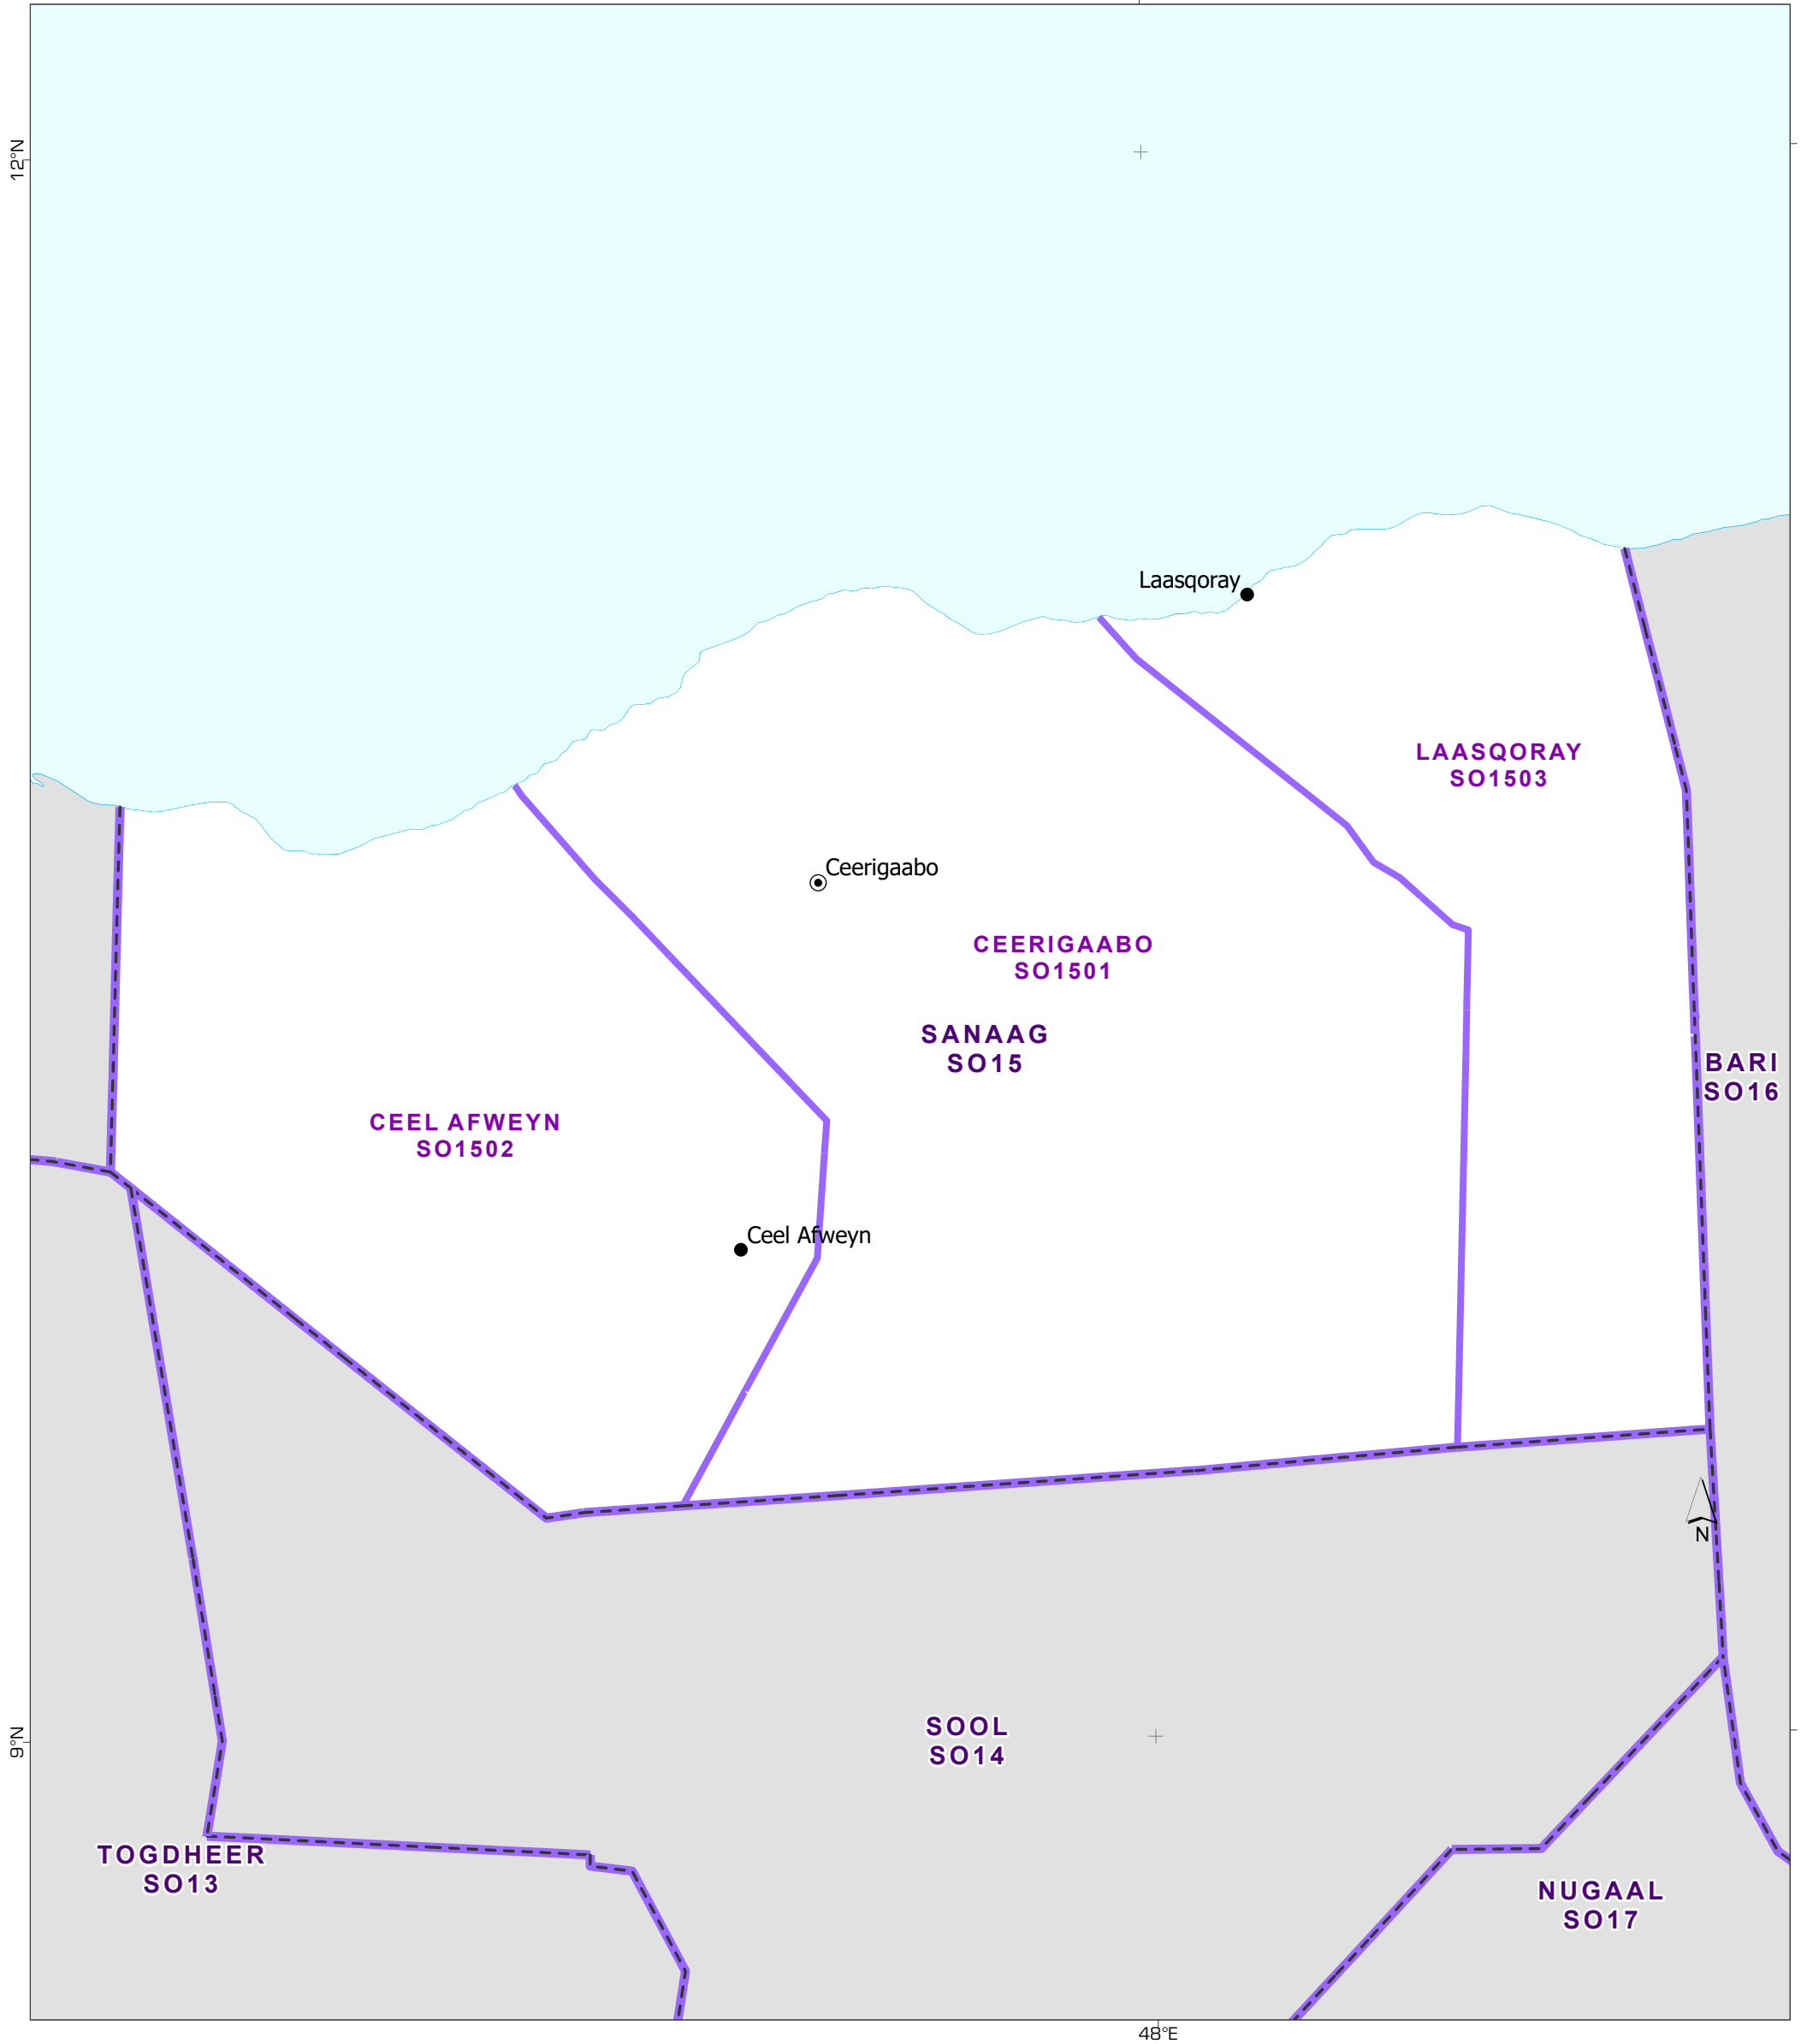 12°N
Laasqoray
LAASQORAY
SO1503
Ceerigaabo
CEERIGAABO
SO1501
SANAAG
SO15
BARI
SO16
CEEL AFWEYN
SO1502
Ceel Afweyn
N
9°N
SOOL
SO14
TOGDHEER
SO13
NUGAAL
SO17
48°E